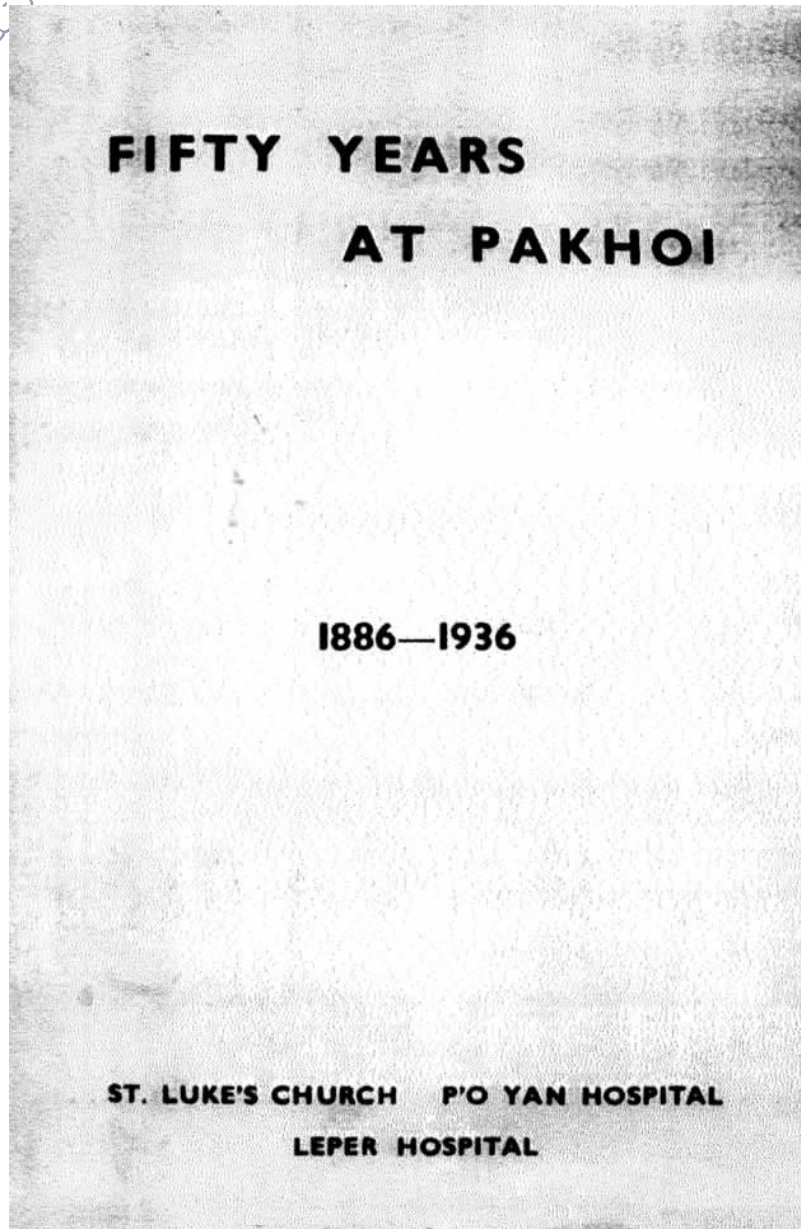 FIFTY YEARS
AT PAKHOI
1886—1936
ST. LUKE'S CHURCH P'O YAN HOSPITAL
LEPER HOSPITAL